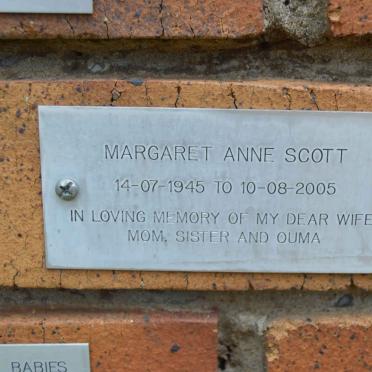 MARGARET ANNE SCOTT
14-07-1945 TO 10-08-2005
IN LOVING MEMORY OF MY DEAR WIFE
MOM, SISTER AND OUMA
BABIES